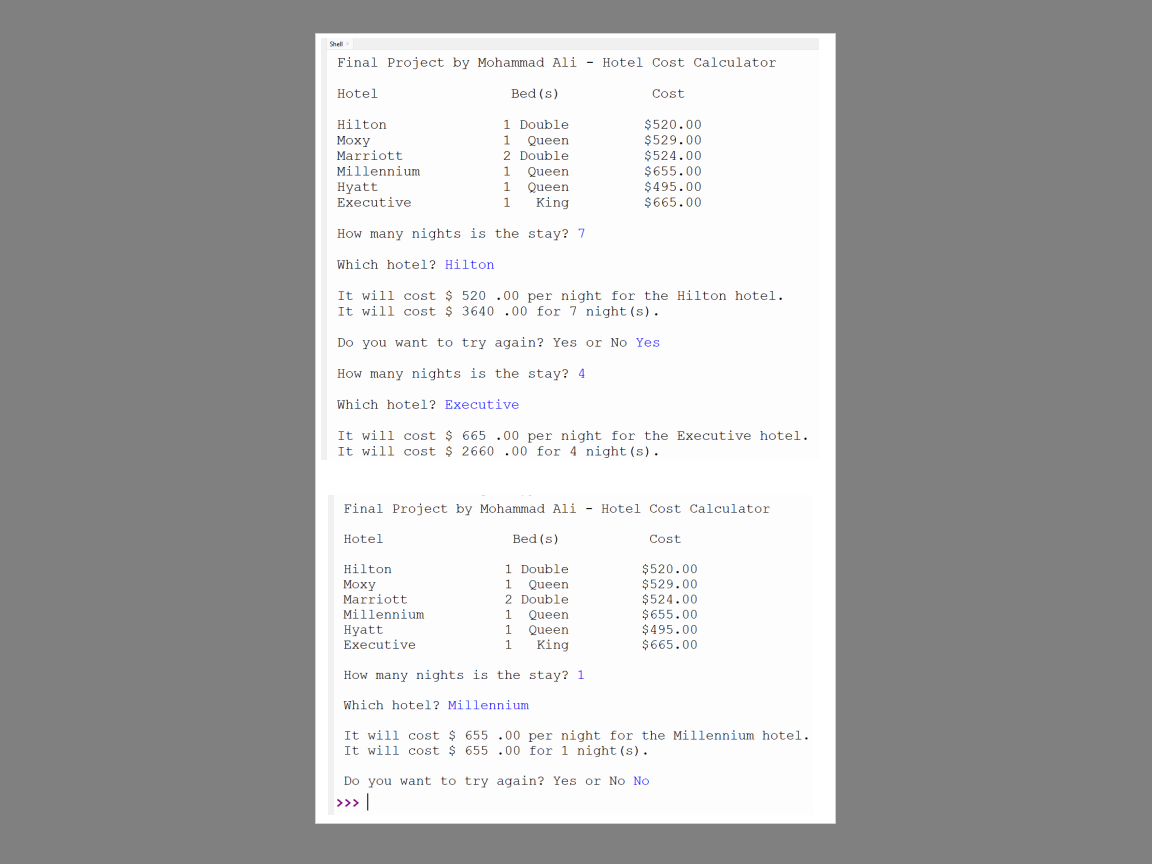 Shell
Final Project by Mohammad Ali - Hotel Cost Calculator
Hotel Bed(s) Cost
Hilton 1 Double $520.00
Moxy 1 Queen $529.00
Marriott 2 Double $524.00
Millennium 1 Queen $655.00
Hyatt 1 Queen $495.00
Executive 1 King $665.00
How many nights is the stay? 7
Which hotel? Hilton
It will cost $ 520 .00 per night for the Hilton hotel.
It will cost $ 3640 .00 for 7 night(s).
Do you want to try again? Yes or No Yes
How many nights is the stay? 4
Which hotel? Executive
It will cost $ 665 .00 per night for the Executive hotel.
It will cost $ 2660 .00 for 4 night(s).
Final Project by Mohammad Ali - Hotel Cost Calculator
Hotel Bed(s) Cost
Hilton 1 Double $520.00
Moxy 1 Queen $529.00
Marriott 2 Double $524.00
Millennium 1 Queen $655.00
Hyatt 1 Queen $495.00
Executive 1 King $665.00
How many nights is the stay? 1
Which hotel? Millennium
It will cost $ 655 .00 per night for the Millennium hotel.
It will cost $ 655 .00 for 1 night(s).
Do you want to try again? Yes or No No
>>>